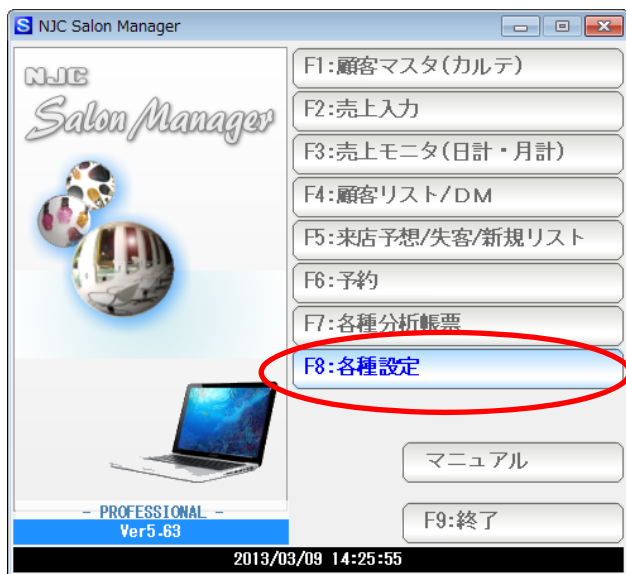 NJC Salon Manager
NJC
Salon Manager
F1:顧客マスタ(カルテ)
F2:売上入力
F3:売上モニタ(日計・月計)
F4:顧客リスト/DM
F5:来店予想/失客/新規リスト
F6:予約
F7:各種分析帳票
F8:各種設定
マニュアル
F9:終了
- PROFESSIONAL -
Ver5.63
2013/03/09 14:25:55